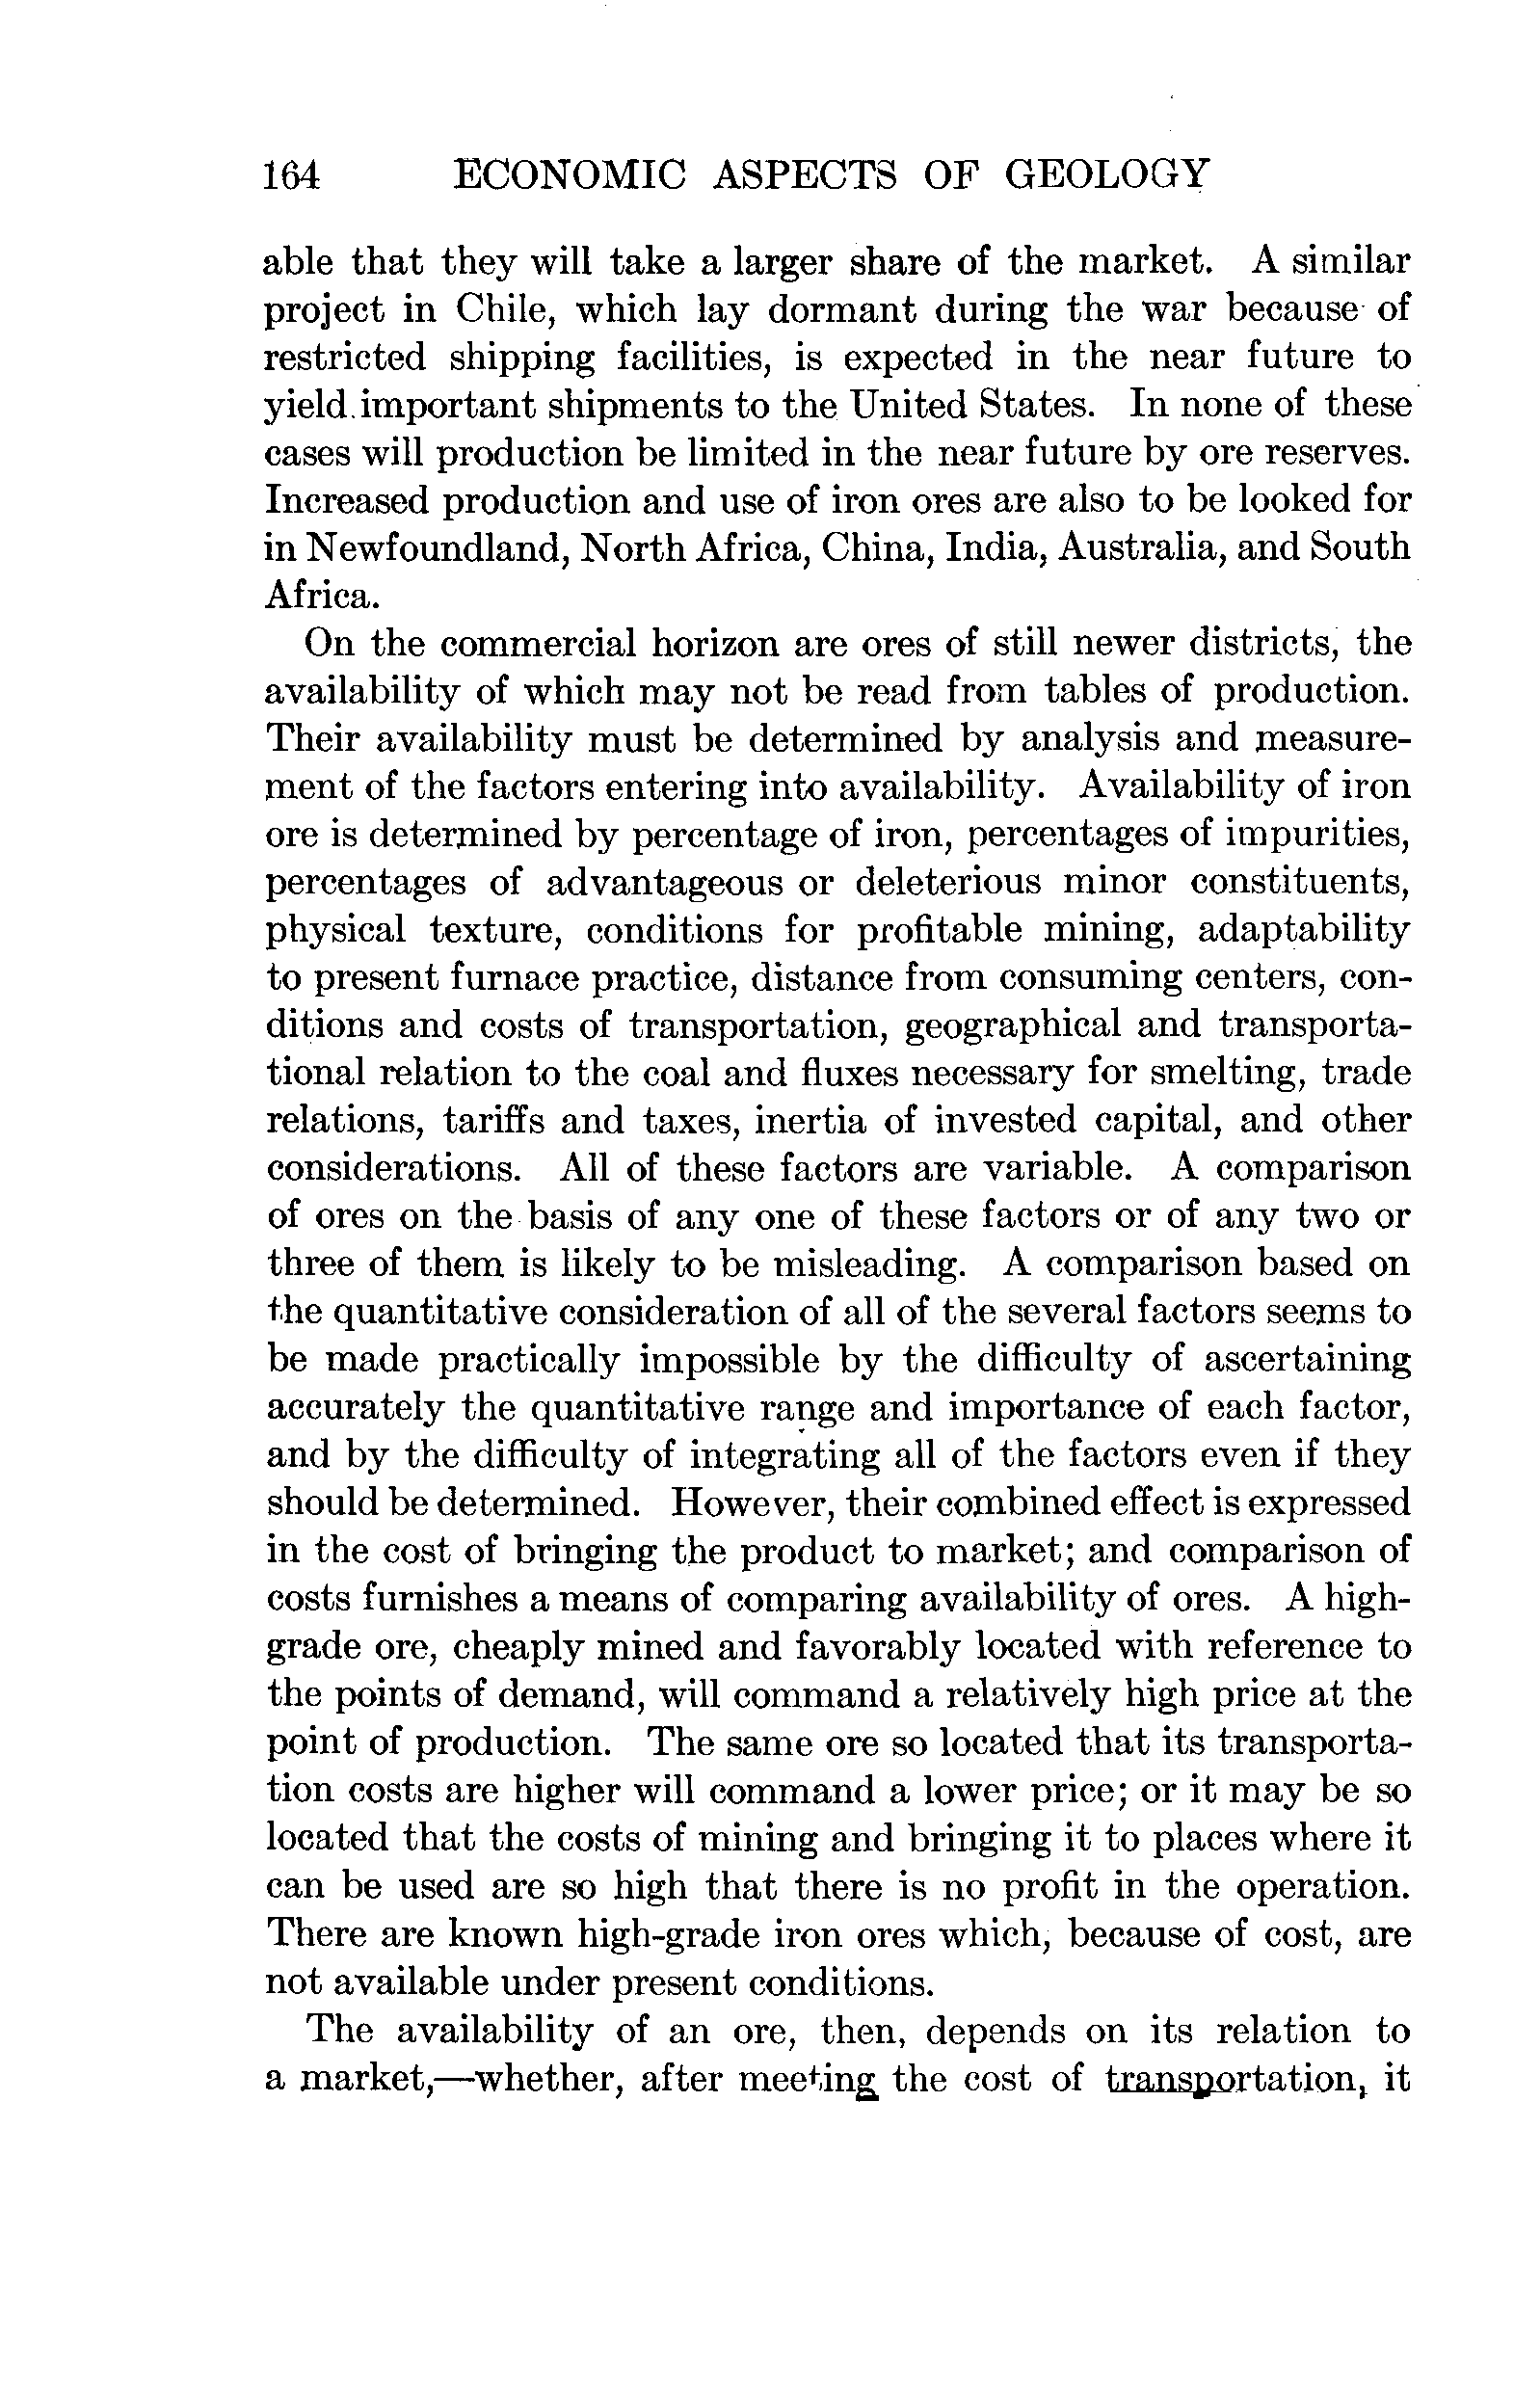 164 ECONOMIC ASPECTS OF GEOLOGY
able that they will take a larger share of the market. A similar
project in Chile, which lay dormant during the war because of
restricted shipping facilities, is expected in the near future to
yield important shipments to the United States. In none of these
cases will production be limited in the near future by ore reserves.
Increased production and use of iron ores are also to be looked for
in Newfoundland, North Africa, China, India, Australia, and South
Africa.
On the commercial horizon are ores of still newer districts, the
availability of which may not be read from tables of production.
Their availability must be determined by analysis and measure-
ment of the factors entering into availability. Availability of iron
ore is determined by percentage of iron, percentages of impurities,
percentages of advantageous or deleterious minor constituents,
physical texture, conditions for profitable mining, adaptability
to present furnace practice, distance from consuming centers, con-
ditions and costs of transportation, geographical and transporta-
tional relation to the coal and fluxes necessary for smelting, trade
relations, tariffs and taxes, inertia of invested capital, and other
considerations. All of these factors are variable. A comparison
of ores on the basis of any one of these factors or of any two or
three of them is likely to be misleading. A comparison based on
the quantitative consideration of all of the several factors seems to
be made practically impossible by the difficulty of ascertaining
accurately the quantitative range and importance of each factor,
and by the difficulty of integrating all of the factors even if they
should be determined. However, their combined effect is expressed
in the cost of bringing the product to market; and comparison of
costs furnishes a means of comparing availability of ores. A high-
grade ore, cheaply mined and favorably located with reference to
the points of demand, will command a relatively high price at the
point of production. The same ore so located that its transporta-
tion costs are higher will command a lower price; or it may be so
located that the costs of mining and bringing it to places where it
can be used are so high that there is no profit in the operation.
There are known high-grade iron ores which, because of cost, are
not available under present conditions.
The availability of an ore, then, depends on its relation to
a market,—whether, after meeting the cost of transportation, it